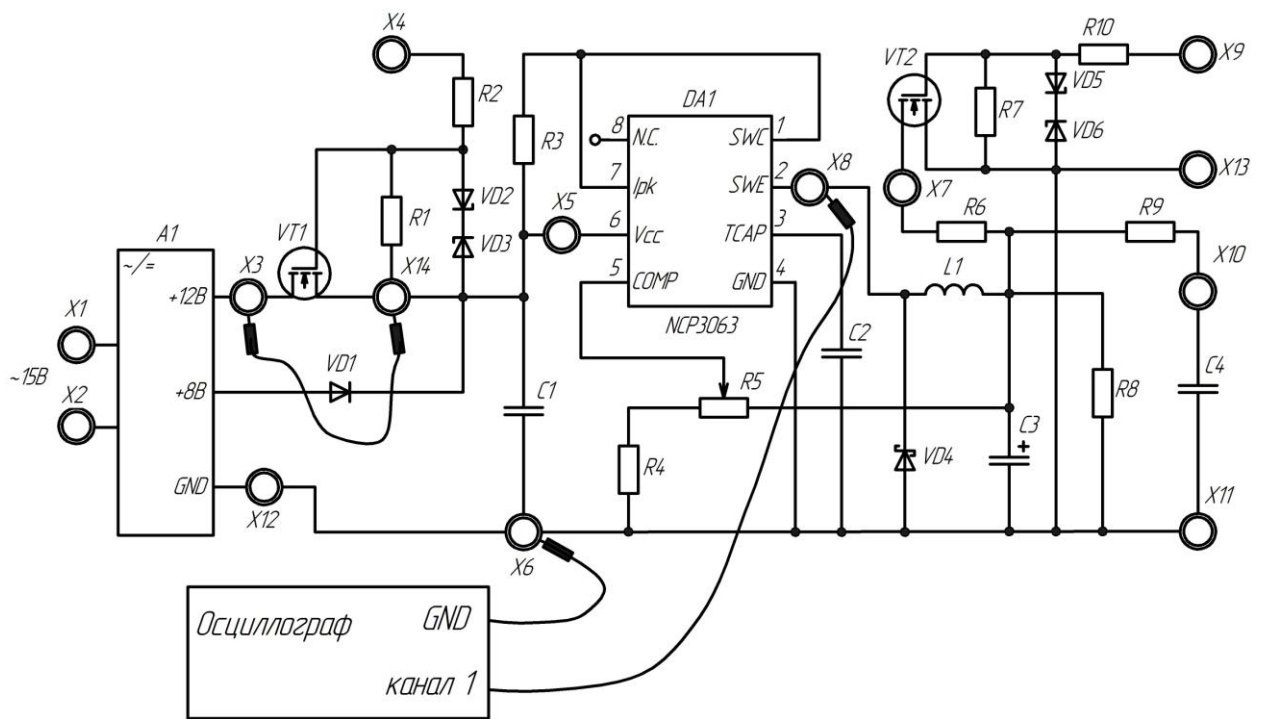 X4
R10
X9
VT2
R2
DA1
VD5
R7
VD6
R3
8 N.C. SWC 1
X8
X13
7 Ipk SWE 2
X7
X5
VD2
R1
VD3
6 Vcc TCAP 3
R6
R9
A1
VT1
~/=
X3
X14
5 COMP GND 4
X10
+12В
L1
NCP3063
X1
C2
~15В
VD1
R5
C4
X2
+8В
C1
R8
C3
+
R4
VD4
GND
X12
X11
X6
Осциллограф
GND
канал 1